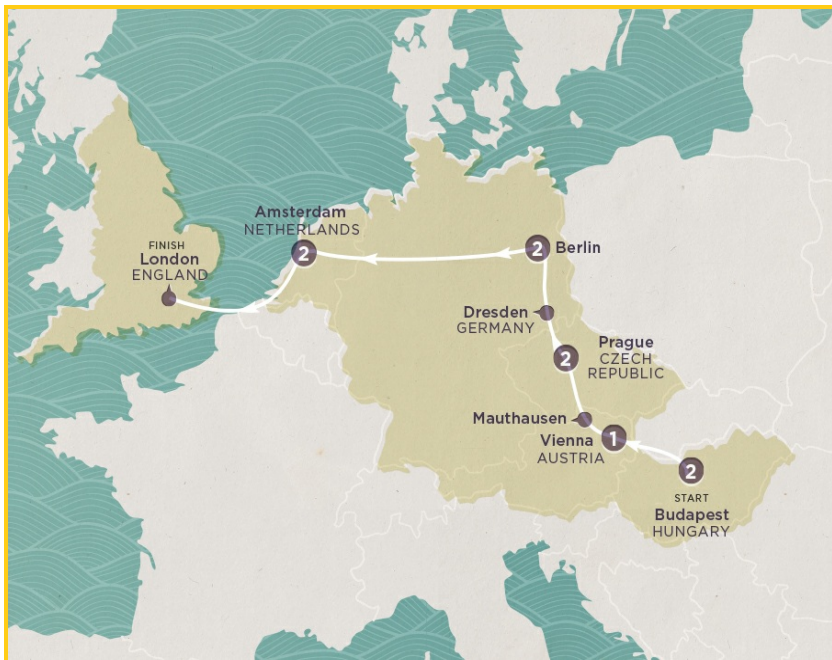 Amsterdam
NETHERLANDS
2
FINISH
London
ENGLAND
2
Berlin
Dresden
GERMANY
2
Prague
CZECH
REPUBLIC
Mauthausen
1
Vienna
AUSTRIA
2
START
Budapest
HUNGARY